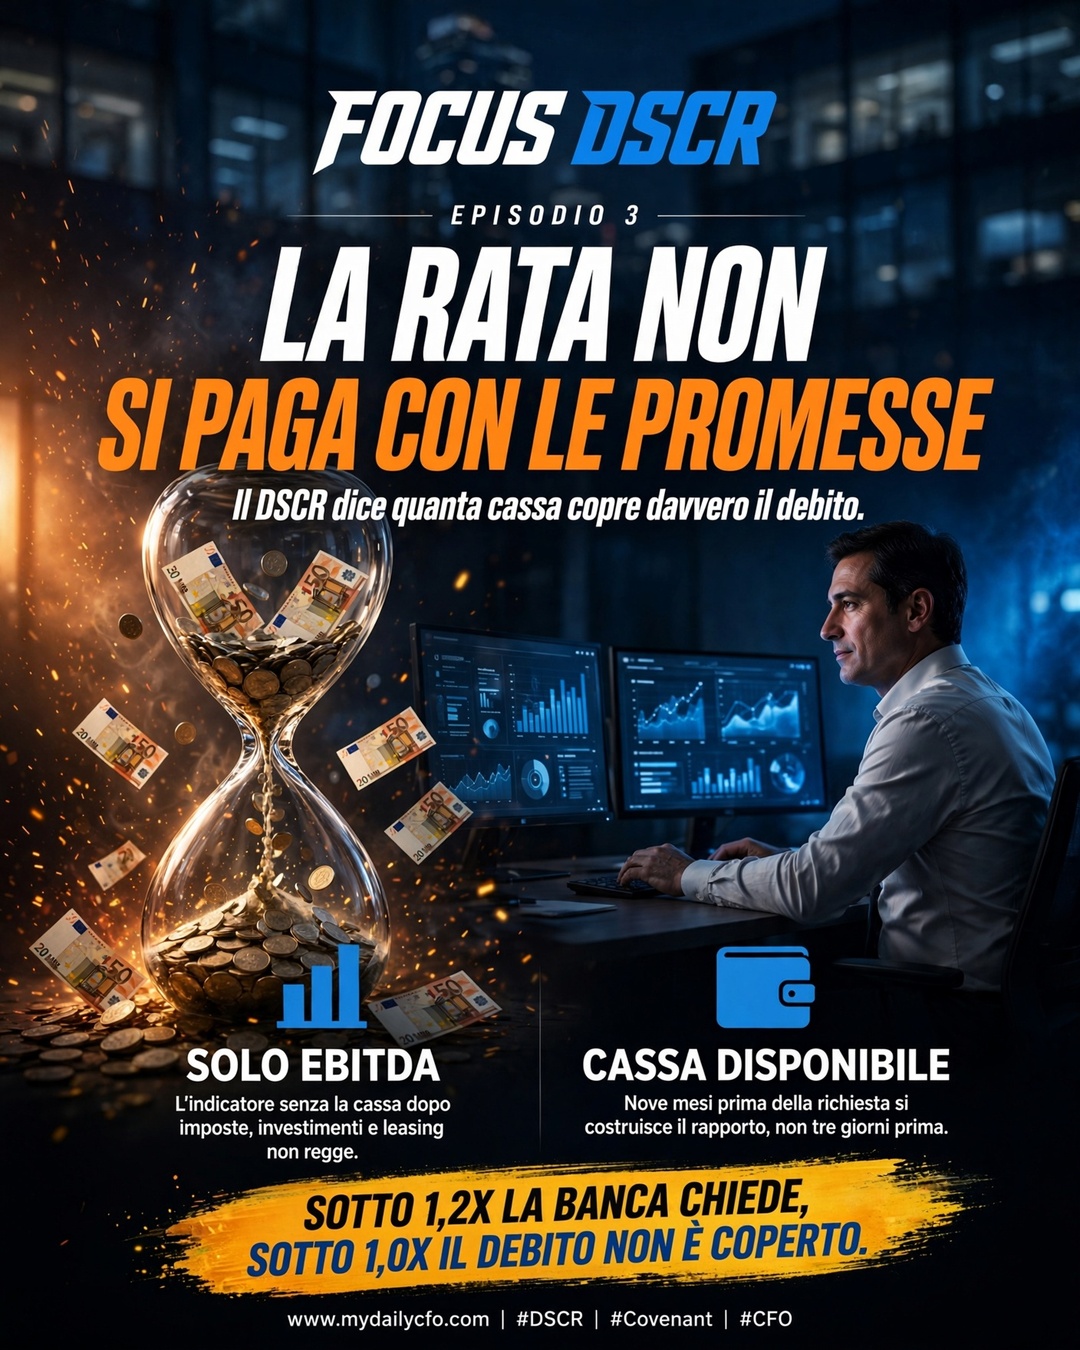 FOCUS DSCR
EPISODIO 3
LA RATA NON
SI PAGA CON LE PROMESSE
Il DSCR dice quanta cassa copre davvero il debito.
SOLO EBITDA
L'indicatore senza la cassa dopo
imposte, investimenti e leasing
non regge.
CASSA DISPONIBILE
Nove mesi prima della richiesta si
costruisce il rapporto, non tre giorni prima.
SOTTO 1,2X LA BANCA CHIEDE,
SOTTO 1,0X IL DEBITO NON È COPERTO.
www.mydailycfo.com | #DSCR | #Covenant | #CFO